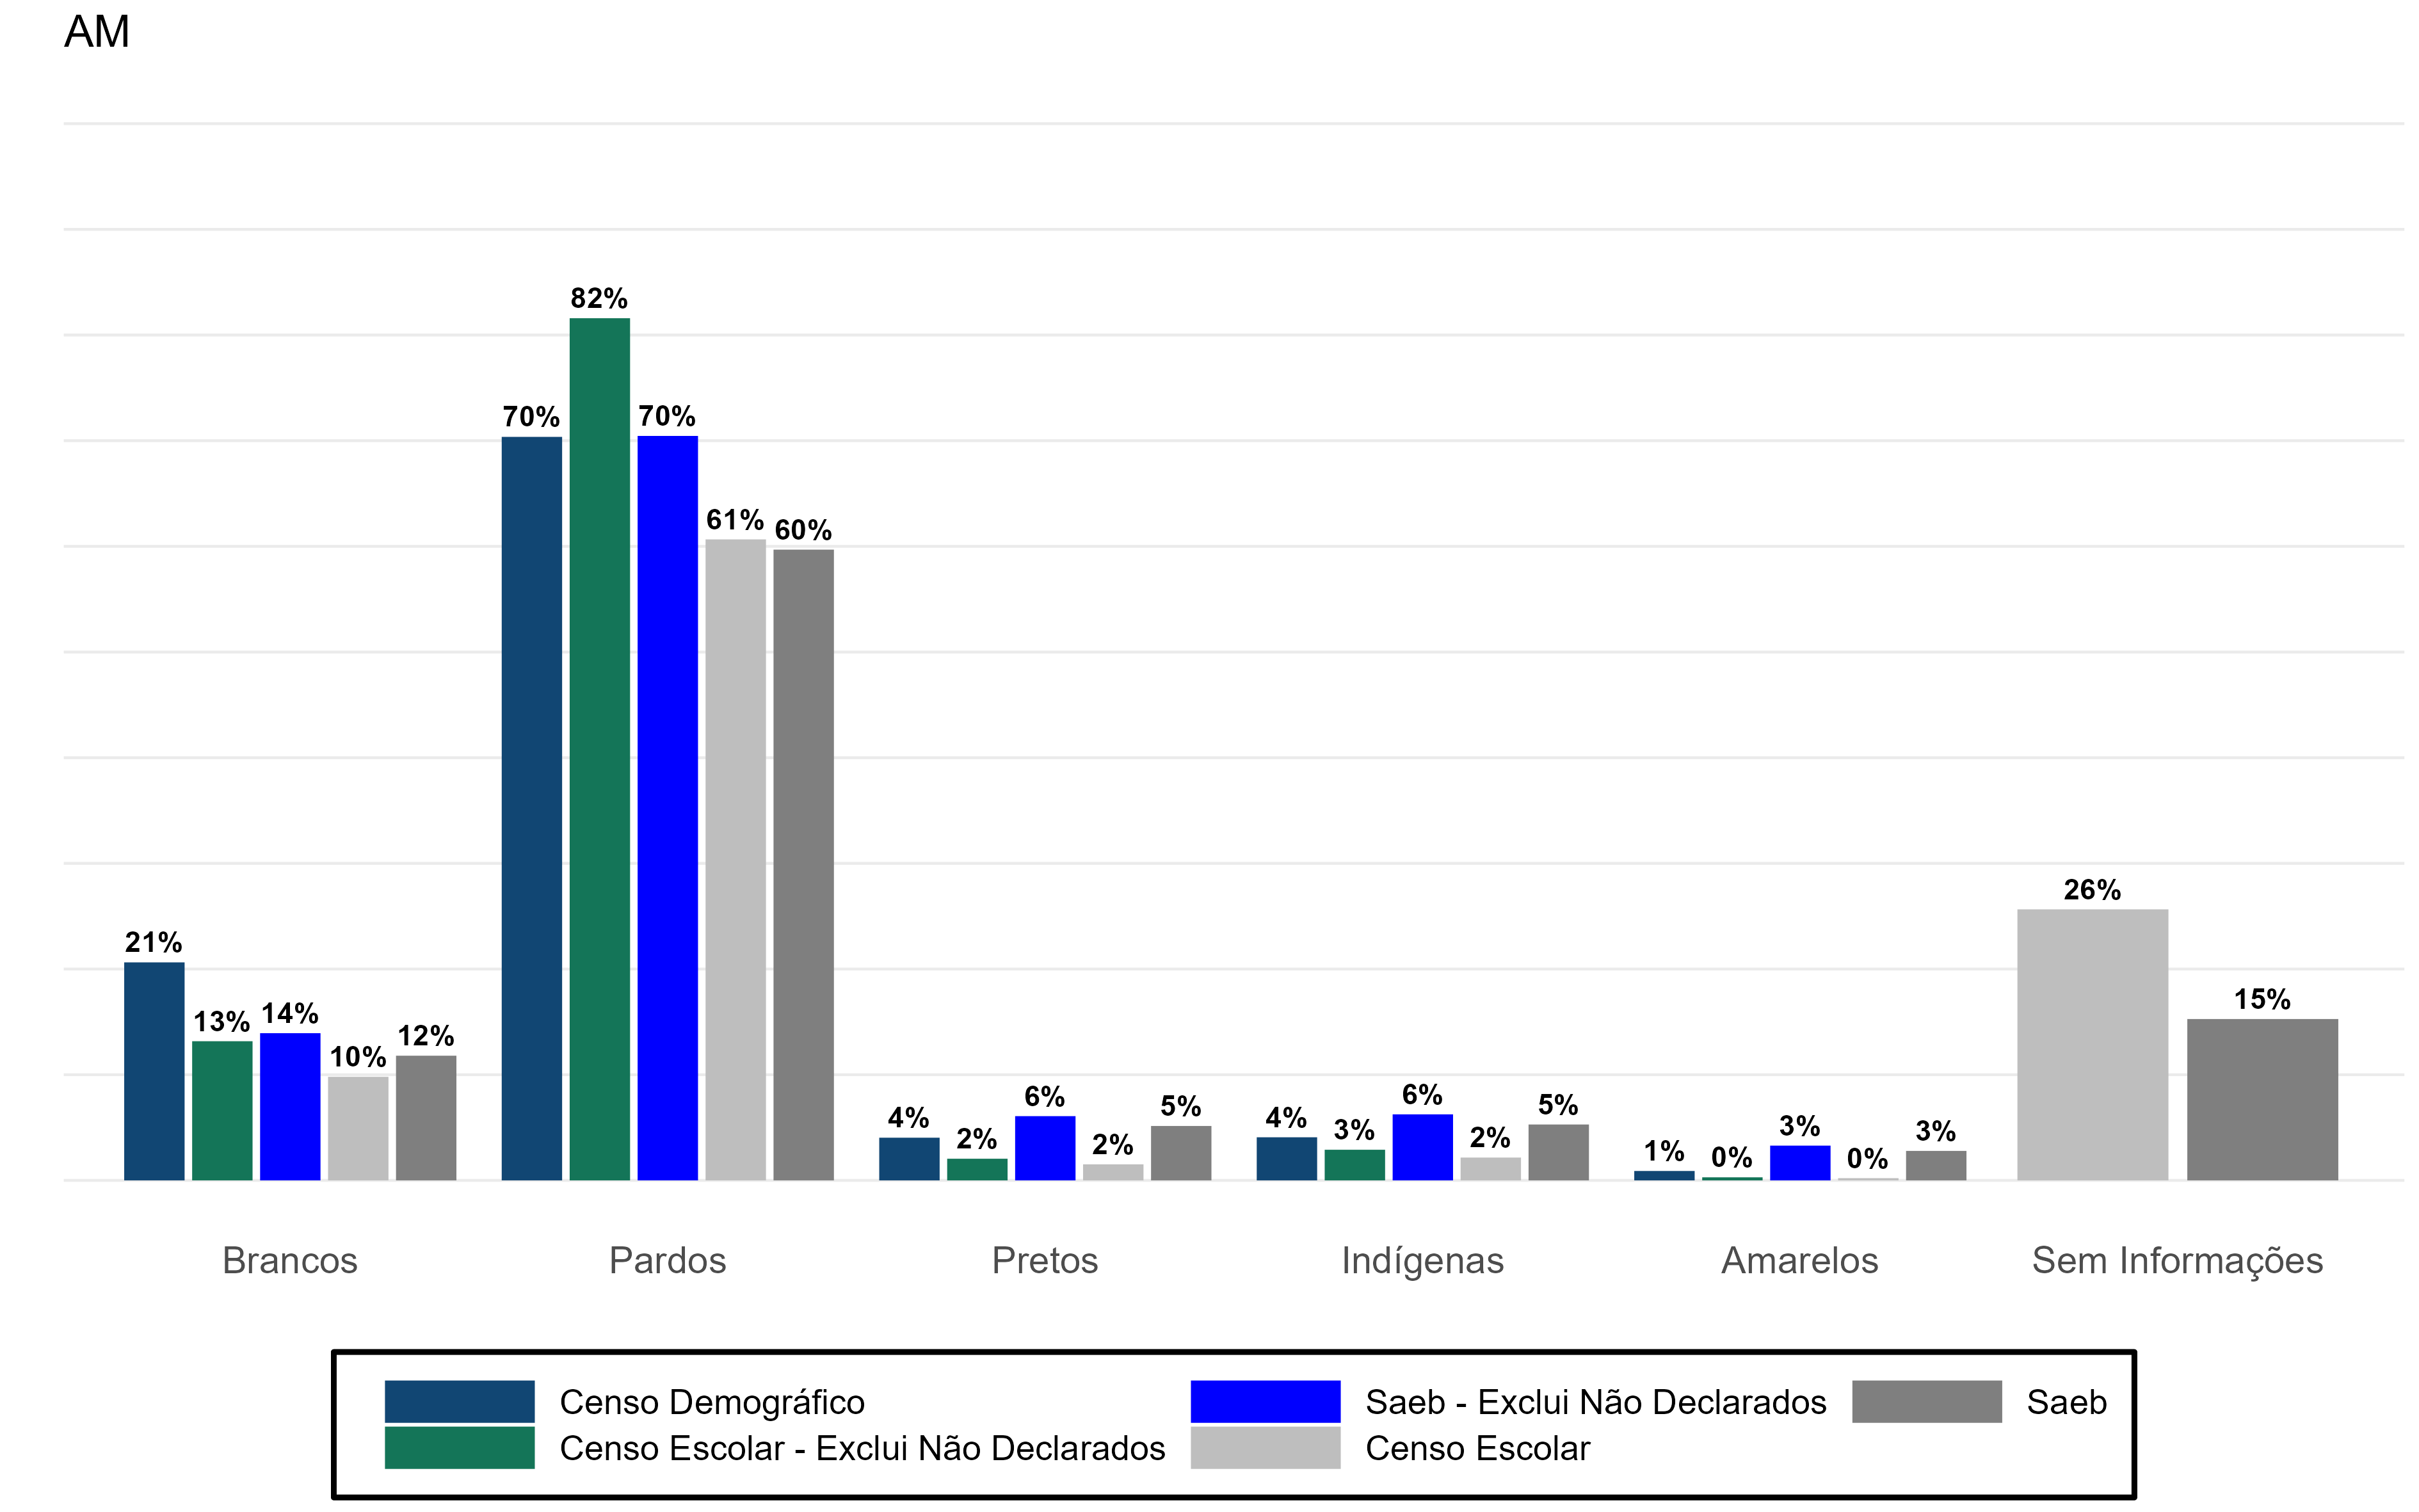 AM
21%
13%
14%
10%
12%
70%
82%
70%
61%
60%
4%
2%
6%
2%
5%
4%
3%
6%
2%
5%
1%
0%
3%
0%
3%
26%
15%
Brancos
Pardos
Pretos
Indígenas
Amarelos
Sem Informações
Censo Demográfico
Censo Escolar - Exclui Não Declarados
Saeb - Exclui Não Declarados
Censo Escolar
Saeb